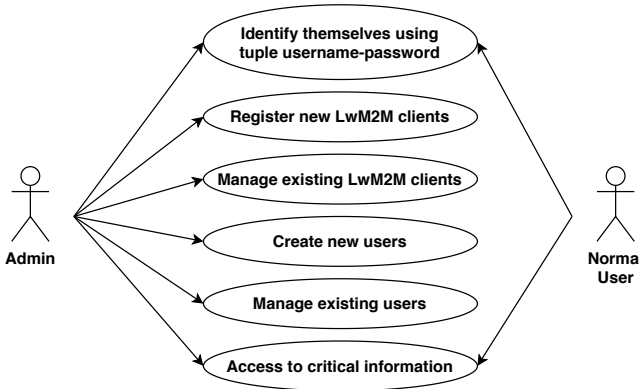 Identify themselves using
tuple username-password
Register new LwM2M clients
Manage existing LwM2M clients
Create new users
Manage existing users
Access to critical information
Admin
Norma
User